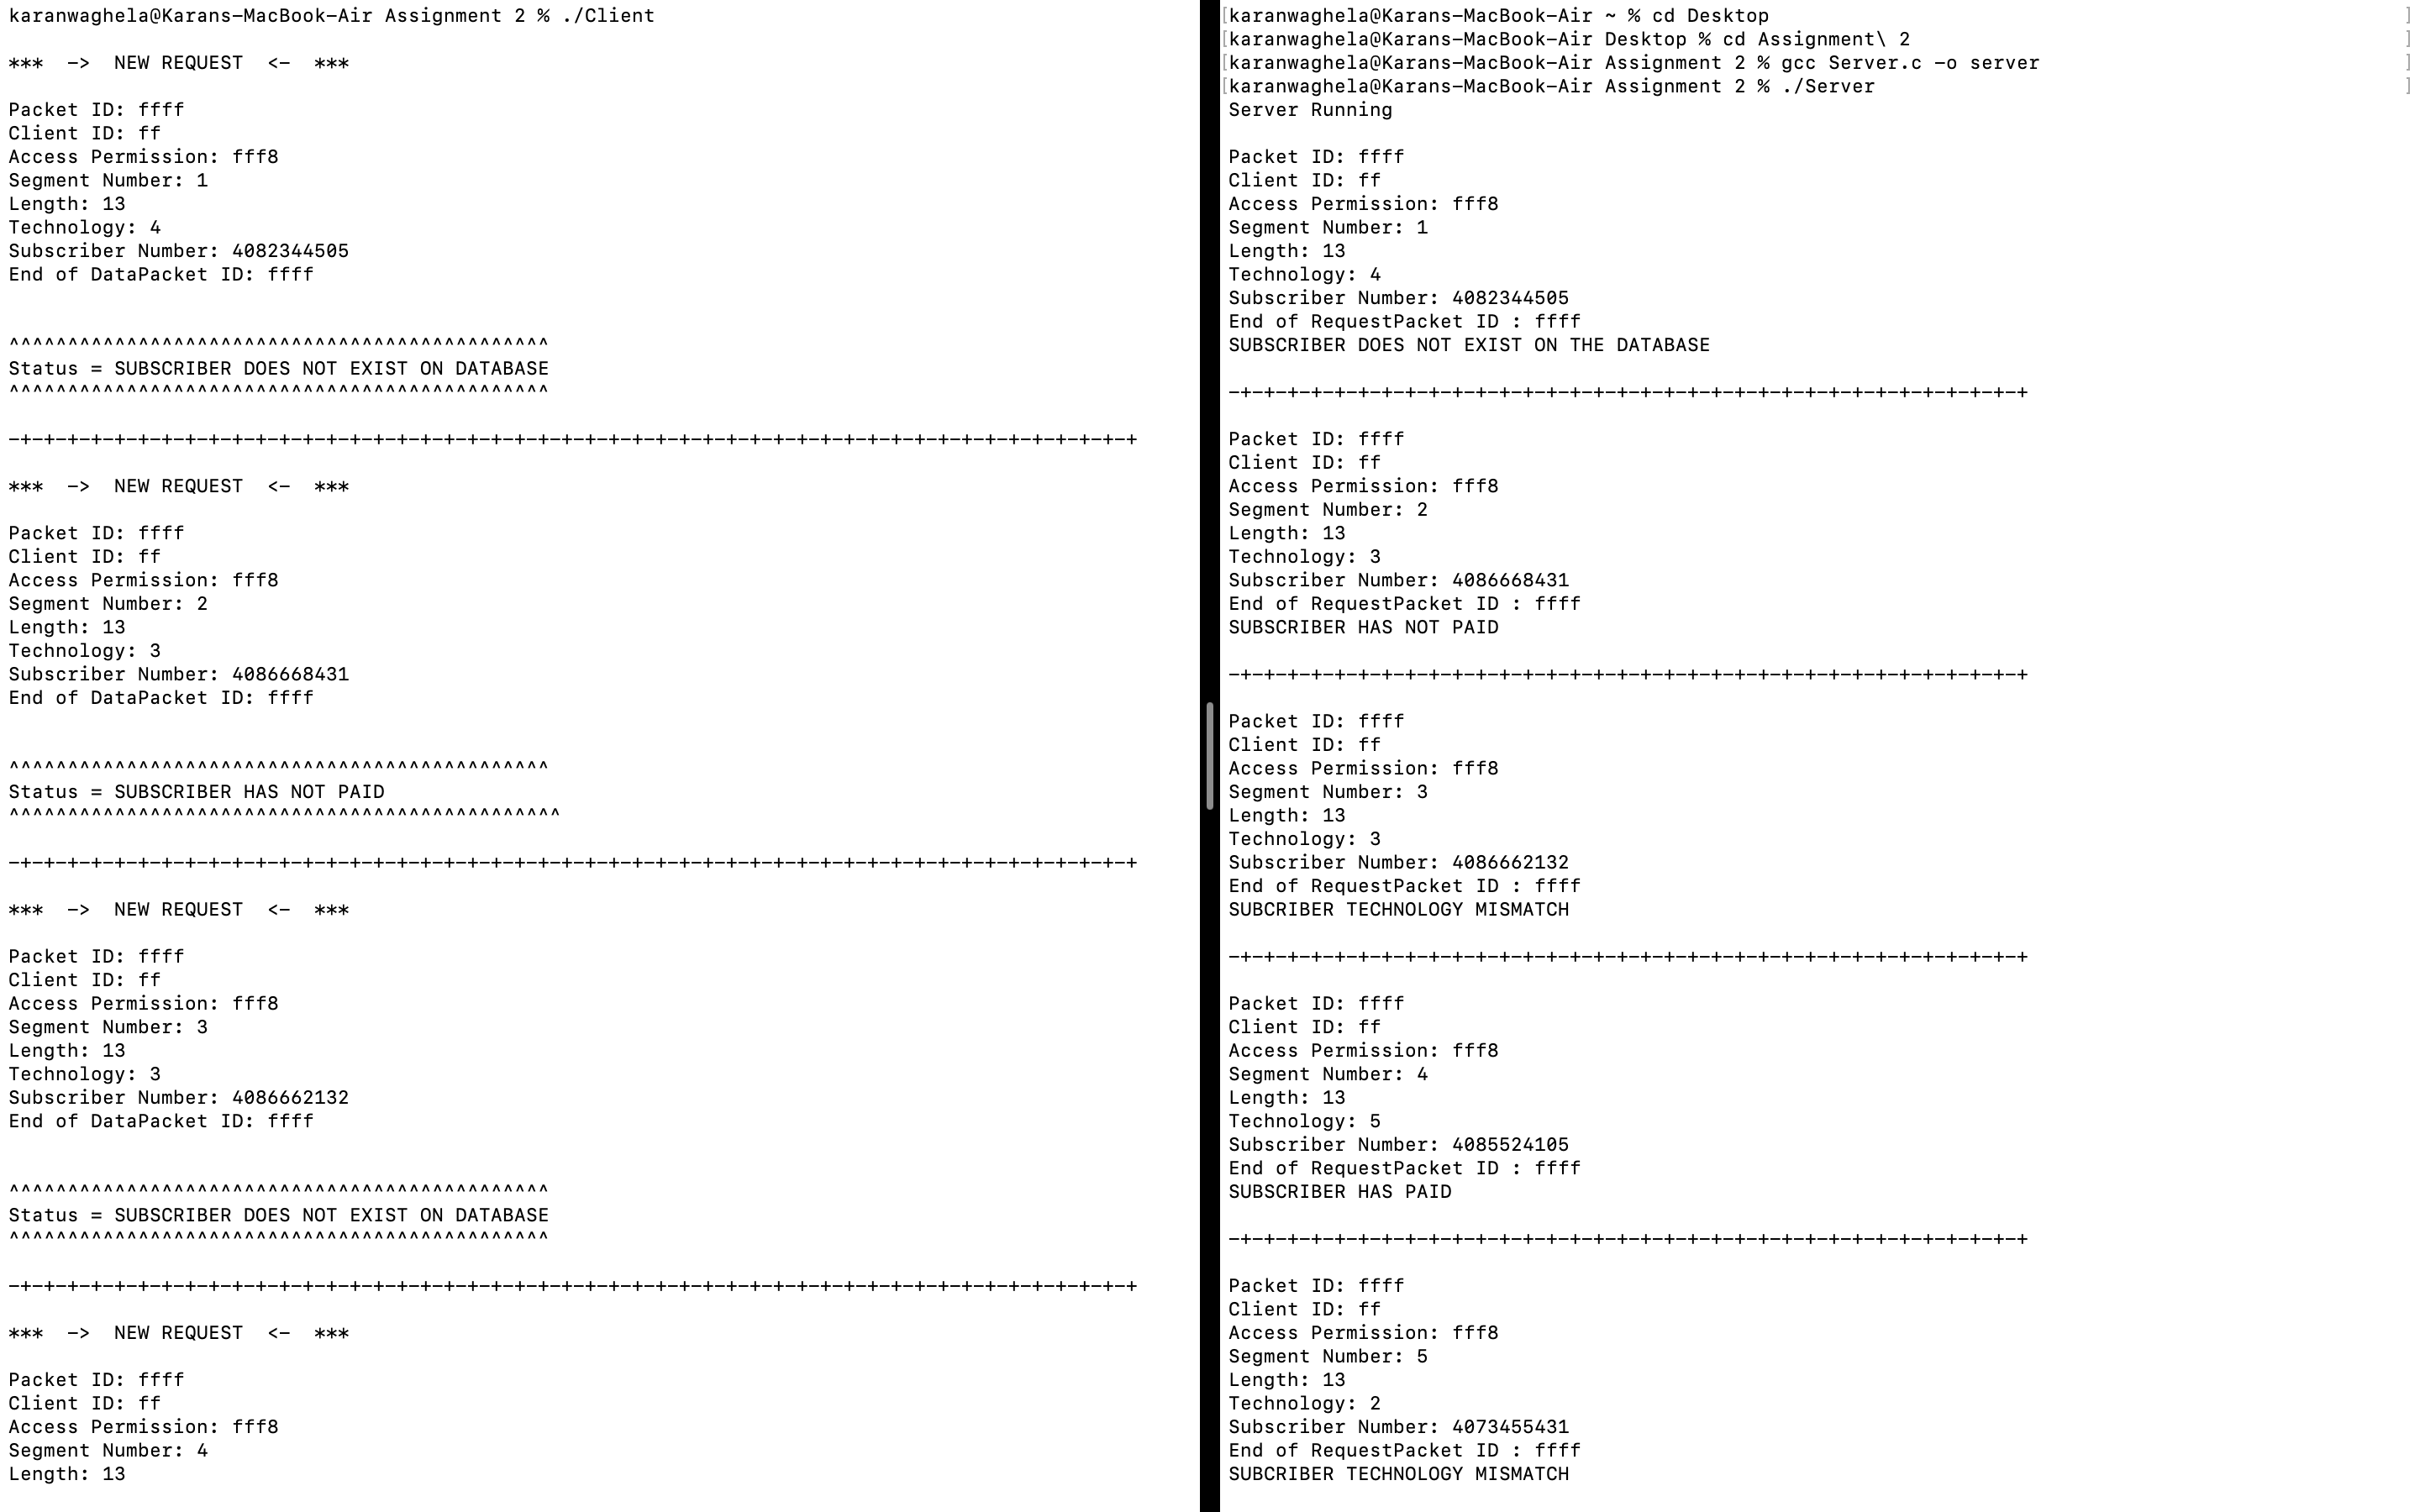 karanwaghela@Karans-MacBook-Air Assignment 2 % ./Client
*** -> NEW REQUEST <- ***
Packet ID: ffff
Client ID: ff
Access Permission: fff8
Segment Number: 1
Length: 13
Technology: 4
Subscriber Number: 4082344505
End of DataPacket ID: ffff
^^^^^^^^^^^^^^^^^^^^^^^^^^^^^^^^^^^^^^^^^^^^^^
Status = SUBSCRIBER DOES NOT EXIST ON DATABASE
^^^^^^^^^^^^^^^^^^^^^^^^^^^^^^^^^^^^^^^^^^^^^^
-+-+-+-+-+-+-+-+-+-+-+-+-+-+-+-+-+-+-+-+-+-+-+-+-+-+-+-+-+-+-+-+-+-+-+-+-+-+-+-+-+-+-+-+-+-+-+-+
*** -> NEW REQUEST <- ***
Packet ID: ffff
Client ID: ff
Access Permission: fff8
Segment Number: 2
Length: 13
Technology: 3
Subscriber Number: 4086668431
End of DataPacket ID: ffff
^^^^^^^^^^^^^^^^^^^^^^^^^^^^^^^^^^^^^^^^^^^^^^
Status = SUBSCRIBER HAS NOT PAID
^^^^^^^^^^^^^^^^^^^^^^^^^^^^^^^^^^^^^^^^^^^^^^^
-+-+-+-+-+-+-+-+-+-+-+-+-+-+-+-+-+-+-+-+-+-+-+-+-+-+-+-+-+-+-+-+-+-+-+-+-+-+-+-+-+-+-+-+-+-+-+-+
*** -> NEW REQUEST <- ***
Packet ID: ffff
Client ID: ff
Access Permission: fff8
Segment Number: 3
Length: 13
Technology: 3
Subscriber Number: 4086662132
End of DataPacket ID: ffff
^^^^^^^^^^^^^^^^^^^^^^^^^^^^^^^^^^^^^^^^^^^^^^
Status = SUBSCRIBER DOES NOT EXIST ON DATABASE
^^^^^^^^^^^^^^^^^^^^^^^^^^^^^^^^^^^^^^^^^^^^^^
-+-+-+-+-+-+-+-+-+-+-+-+-+-+-+-+-+-+-+-+-+-+-+-+-+-+-+-+-+-+-+-+-+-+-+-+-+-+-+-+-+-+-+-+-+-+-+-+
*** -> NEW REQUEST <- ***
Packet ID: ffff
Client ID: ff
Access Permission: fff8
Segment Number: 4
Length: 13
[karanwaghela@Karans-MacBook-Air ~ % cd Desktop ]
[karanwaghela@Karans-MacBook-Air Desktop % cd Assignment\ 2 ]
[karanwaghela@Karans-MacBook-Air Assignment 2 % gcc Server.c -o server ]
[karanwaghela@Karans-MacBook-Air Assignment 2 % ./Server ]
Server Running
Packet ID: ffff
Client ID: ff
Access Permission: fff8
Segment Number: 1
Length: 13
Technology: 4
Subscriber Number: 4082344505
End of RequestPacket ID : ffff
SUBSCRIBER DOES NOT EXIST ON THE DATABASE
-+-+-+-+-+-+-+-+-+-+-+-+-+-+-+-+-+-+-+-+-+-+-+-+-+-+-+-+-+-+-+-+-+-+
Packet ID: ffff
Client ID: ff
Access Permission: fff8
Segment Number: 2
Length: 13
Technology: 3
Subscriber Number: 4086668431
End of RequestPacket ID : ffff
SUBSCRIBER HAS NOT PAID
-+-+-+-+-+-+-+-+-+-+-+-+-+-+-+-+-+-+-+-+-+-+-+-+-+-+-+-+-+-+-+-+-+-+
Packet ID: ffff
Client ID: ff
Access Permission: fff8
Segment Number: 3
Length: 13
Technology: 3
Subscriber Number: 4086662132
End of RequestPacket ID : ffff
SUBCRIBER TECHNOLOGY MISMATCH
-+-+-+-+-+-+-+-+-+-+-+-+-+-+-+-+-+-+-+-+-+-+-+-+-+-+-+-+-+-+-+-+-+-+
Packet ID: ffff
Client ID: ff
Access Permission: fff8
Segment Number: 4
Length: 13
Technology: 5
Subscriber Number: 4085524105
End of RequestPacket ID : ffff
SUBSCRIBER HAS PAID
-+-+-+-+-+-+-+-+-+-+-+-+-+-+-+-+-+-+-+-+-+-+-+-+-+-+-+-+-+-+-+-+-+-+
Packet ID: ffff
Client ID: ff
Access Permission: fff8
Segment Number: 5
Length: 13
Technology: 2
Subscriber Number: 4073455431
End of RequestPacket ID : ffff
SUBCRIBER TECHNOLOGY MISMATCH